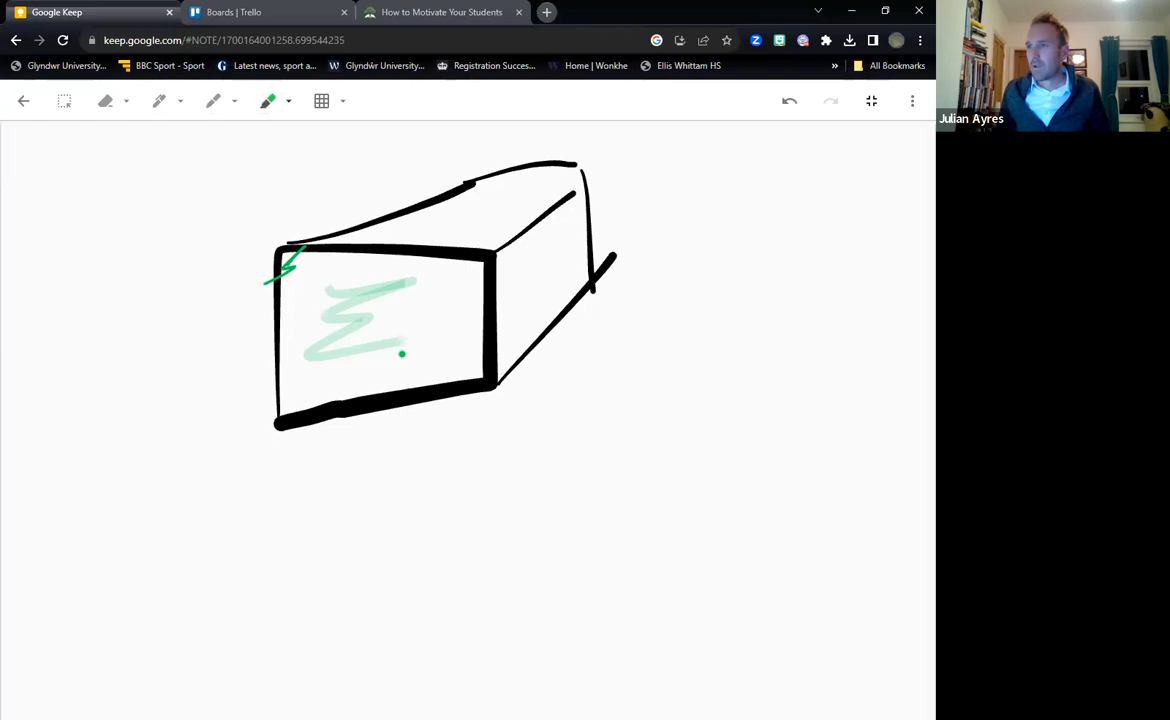 Google Keep
Boards | Trello
How to Motivate Your Students
keep.google.com/#NOTE/1700164001258.699544235
Glyndwr University...
BBC Sport - Sport
Latest news, sport a...
Glyndŵr University...
Registration Succes...
Home | Wonkhe
Ellis Whittam HS
»
All Bookmarks
Julian Ayres